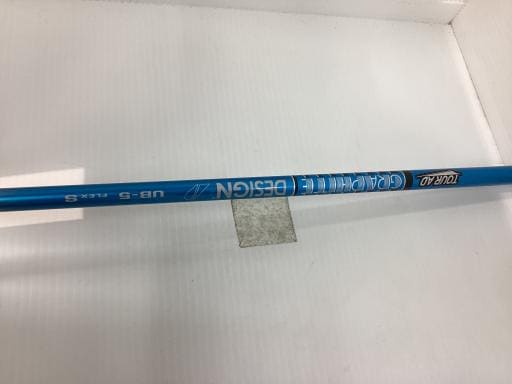 TOUR AD
GRAPHITE DESIGN
UB-5 FLEX:S